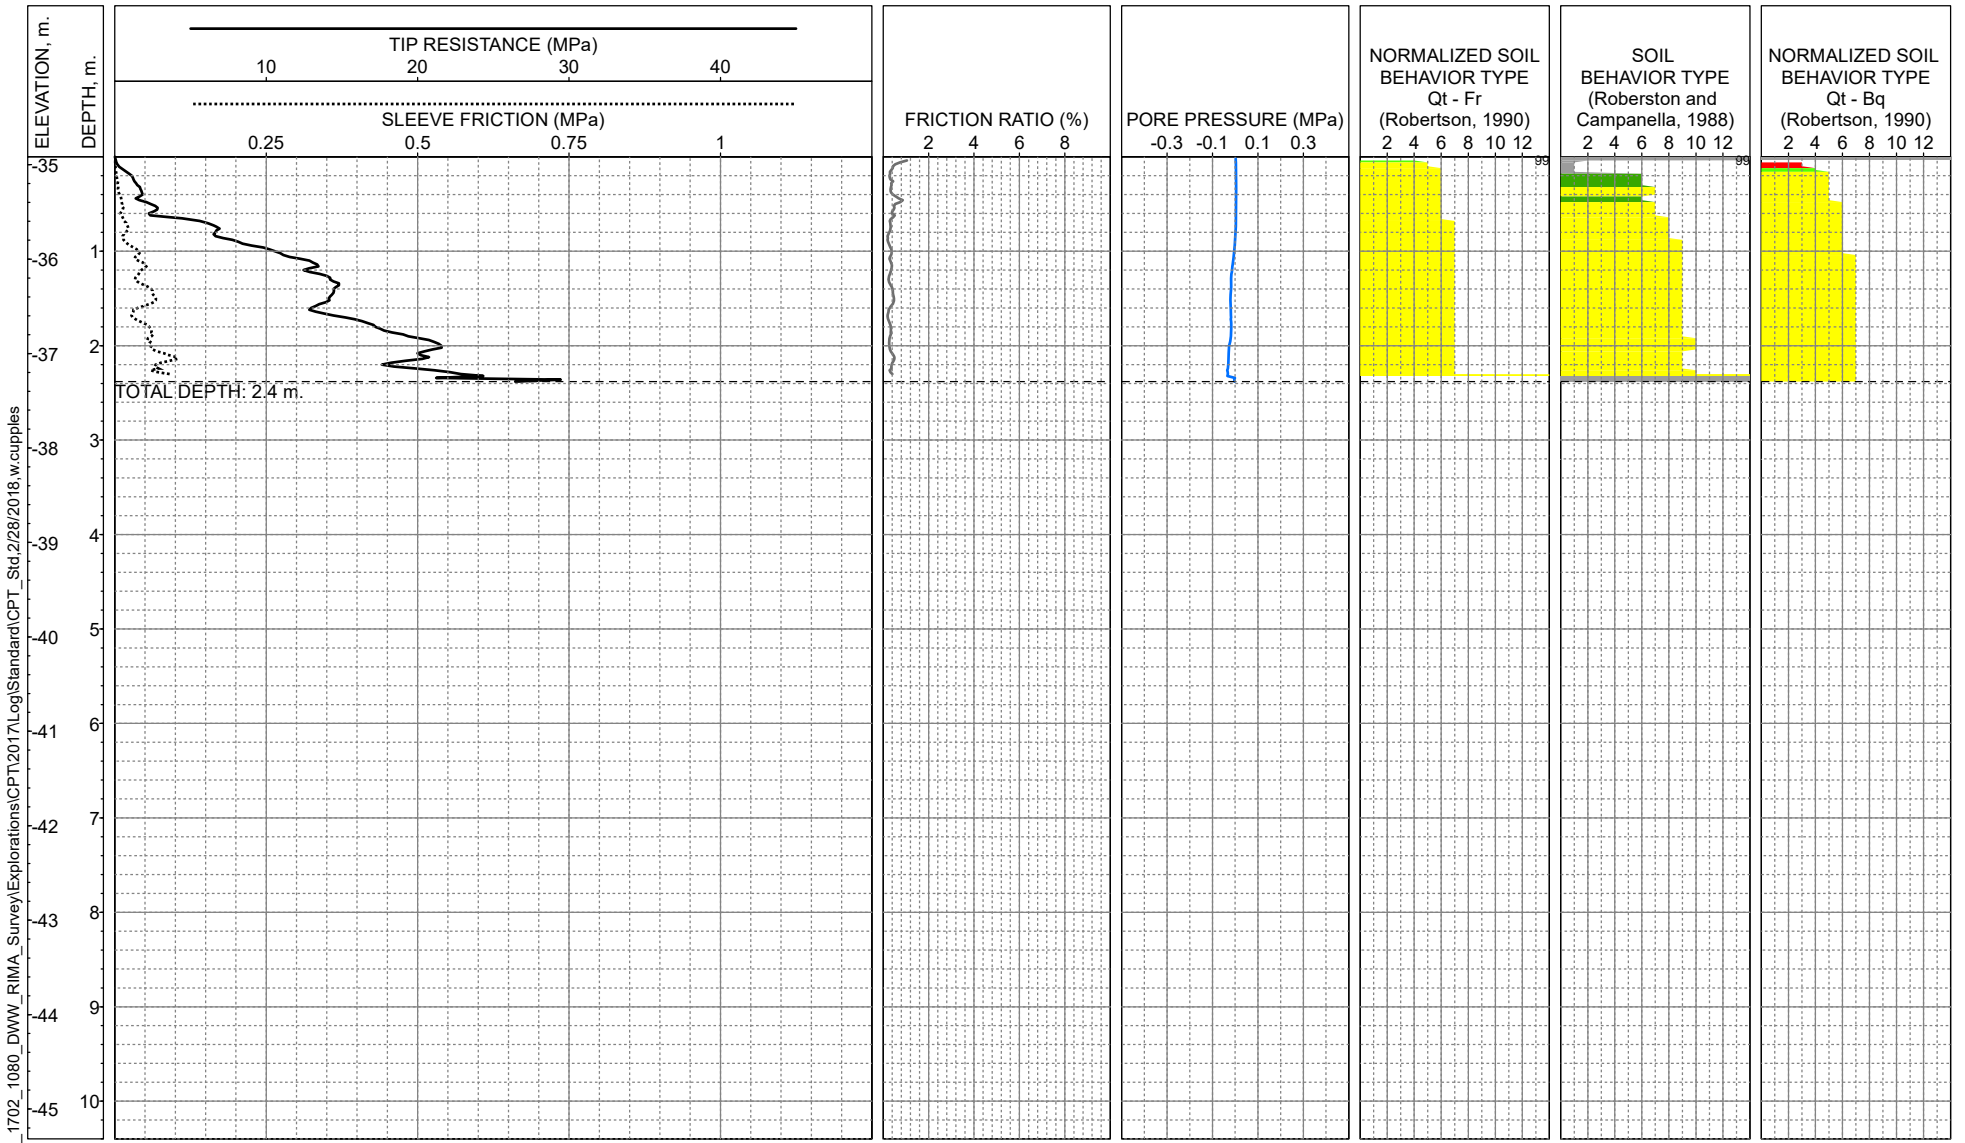 ELEVATION, m.
DEPTH, m.
TIP RESISTANCE (MPa)
10 20 30 40
SLEEVE FRICTION (MPa)
0.25 0.5 0.75 1
FRICTION RATIO (%)
2 4 6 8
PORE PRESSURE (MPa)
-0.3 -0.1 0.1 0.3
NORMALIZED SOIL
BEHAVIOR TYPE
Qt - Fr
(Robertson, 1990)
2 4 6 8 10 12
99
SOIL
BEHAVIOR TYPE
(Roberston and
Campanella, 1988)
2 4 6 8 10 12
99
NORMALIZED SOIL
BEHAVIOR TYPE
Qt - Bq
(Robertson, 1990)
2 4 6 8 10 12
-35
1
-36
2
-37
TOTAL DEPTH: 2.4 m.
3
-38
4
-39
5
-40
6
-41
7
-42
8
-43
9
-44
10
-45
_1702_1080_DWW_RIMA_Survey\Explorations\CPT\2017\Log\Standard\CPT_Std,2/28/2018,w.cupples